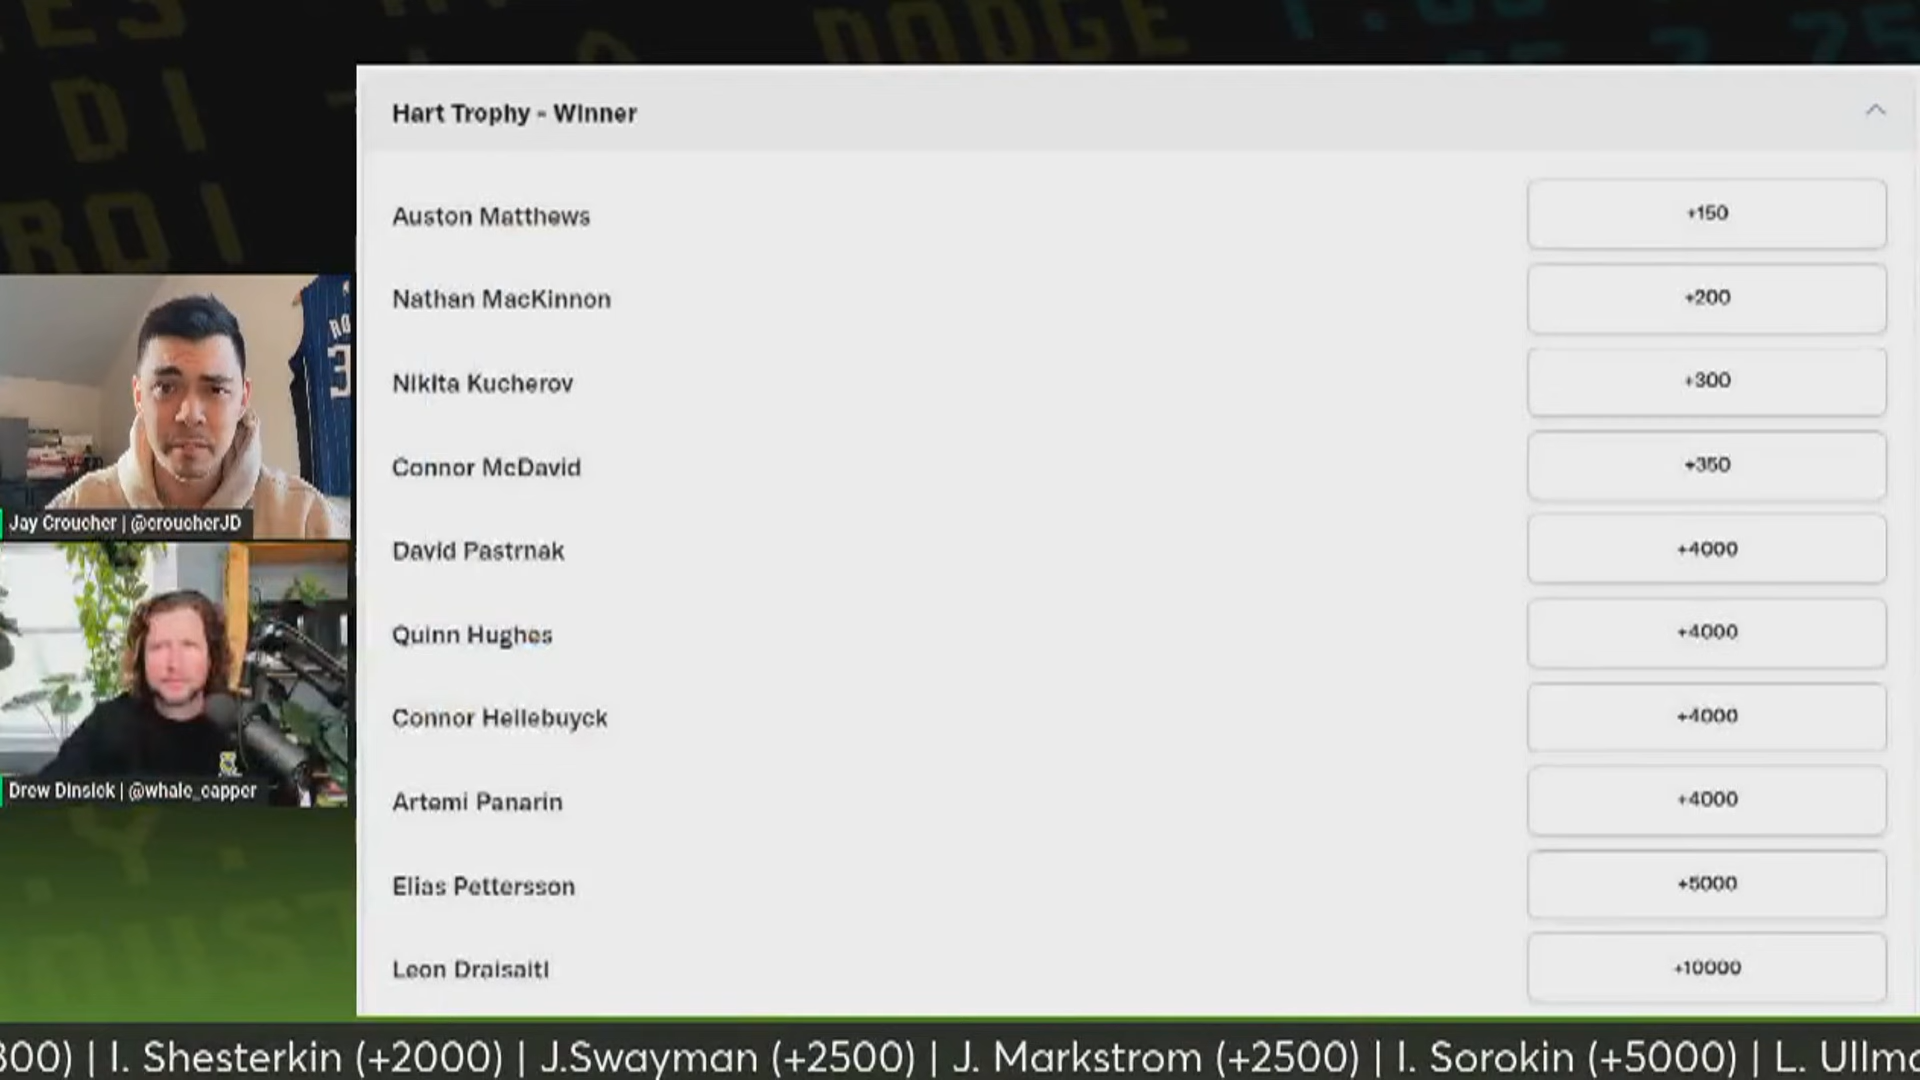 Hart Trophy - Winner
Auston Matthews +150
Nathan MacKinnon +200
Nikita Kucherov +300
Connor McDavid +350
David Pastrnak +4000
Quinn Hughes +4000
Connor Hellebuyck +4000
Artemi Panarin +4000
Elias Pettersson +5000
Leon Draisaitl +10000
Jay Croucher | @croucherJD
Drew Dinsick | @whale_capper
300) | I. Shesterkin (+2000) | J.Swayman (+2500) | J. Markstrom (+2500) | I. Sorokin (+5000) | L.